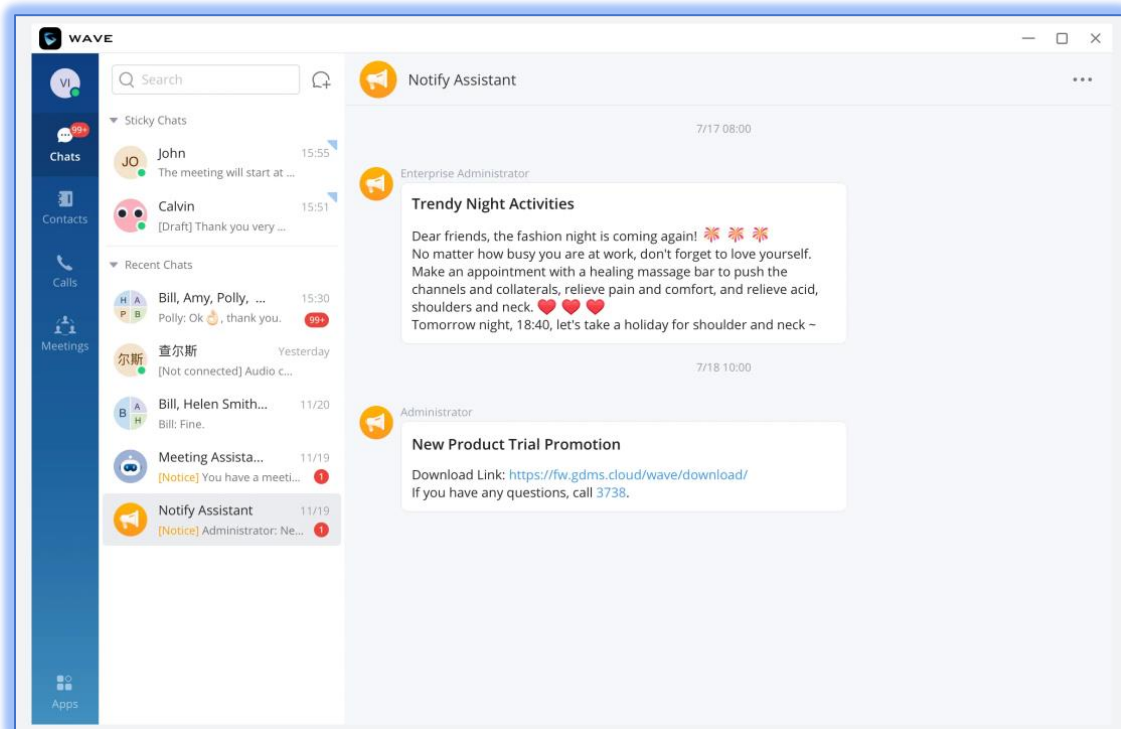 WAVE
VI
Search
Notify Assistant
99+
Chats
Contacts
Calls
Meetings
Apps
Sticky Chats
JO
John
15:55
The meeting will start at ...
Calvin
15:51
[Draft] Thank you very ...
Recent Chats
H A
P B
Bill, Amy, Polly, ...
15:30
Polly: Ok👌, thank you.
99+
尔斯
查尔斯
Yesterday
[Not connected] Audio c...
B A
H
Bill, Helen Smith...
11/20
Bill: Fine.
Meeting Assista...
11/19
[Notice] You have a meeti...
1
Notify Assistant
11/19
[Notice] Administrator: Ne...
1
7/17 08:00
Enterprise Administrator
Trendy Night Activities
Dear friends, the fashion night is coming again!
No matter how busy you are at work, don't forget to love yourself.
Make an appointment with a healing massage bar to push the
channels and collaterals, relieve pain and comfort, and relieve acid,
shoulders and neck. ❤️ ❤️ ❤️
Tomorrow night, 18:40, let's take a holiday for shoulder and neck ~
7/18 10:00
Administrator
New Product Trial Promotion
Download Link: https://fw.gdms.cloud/wave/download/
If you have any questions, call 3738.